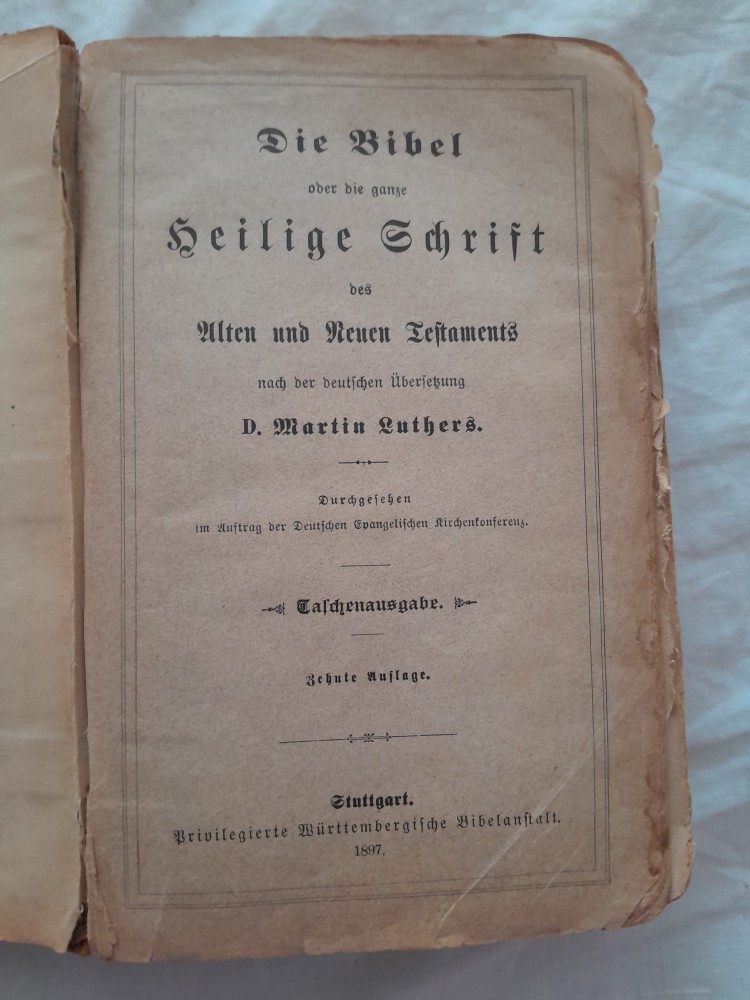 Die Bibel
oder die ganze
Heilige Schrift
des
Alten und Neuen Testaments
nach der deutschen Übersetzung
D. Martin Luthers.
Durchgesehen
im Auftrag der Deutschen Evangelischen Kirchenkonferenz.
Taschenausgabe.
Zehnte Auflage.
Stuttgart.
Privilegierte Württembergische Bibelanstalt.
1897.